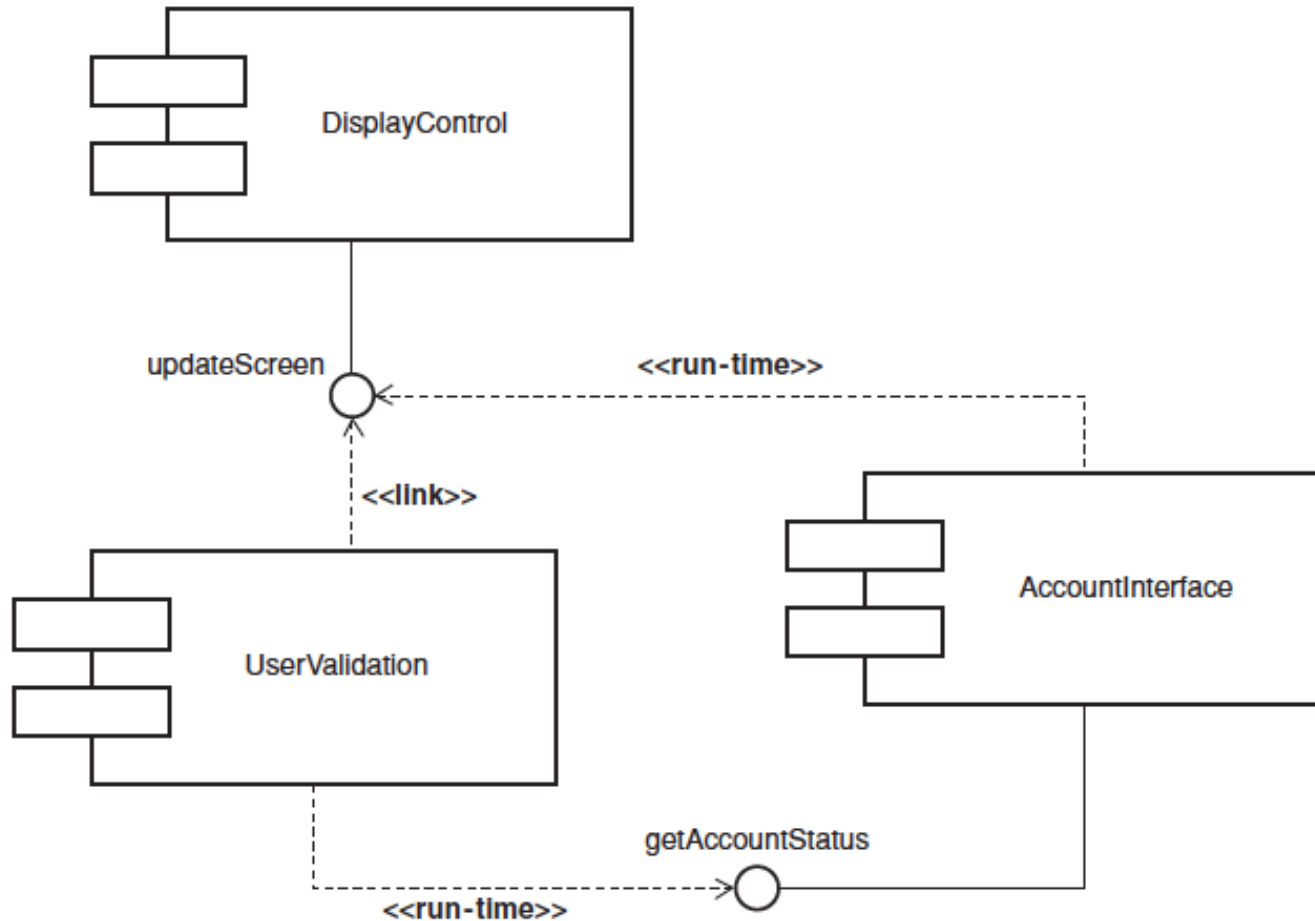 DisplayControl
updateScreen
<<run-time>>
<<link>>
AccountInterface
UserValidation
getAccountStatus
<<run-time>>